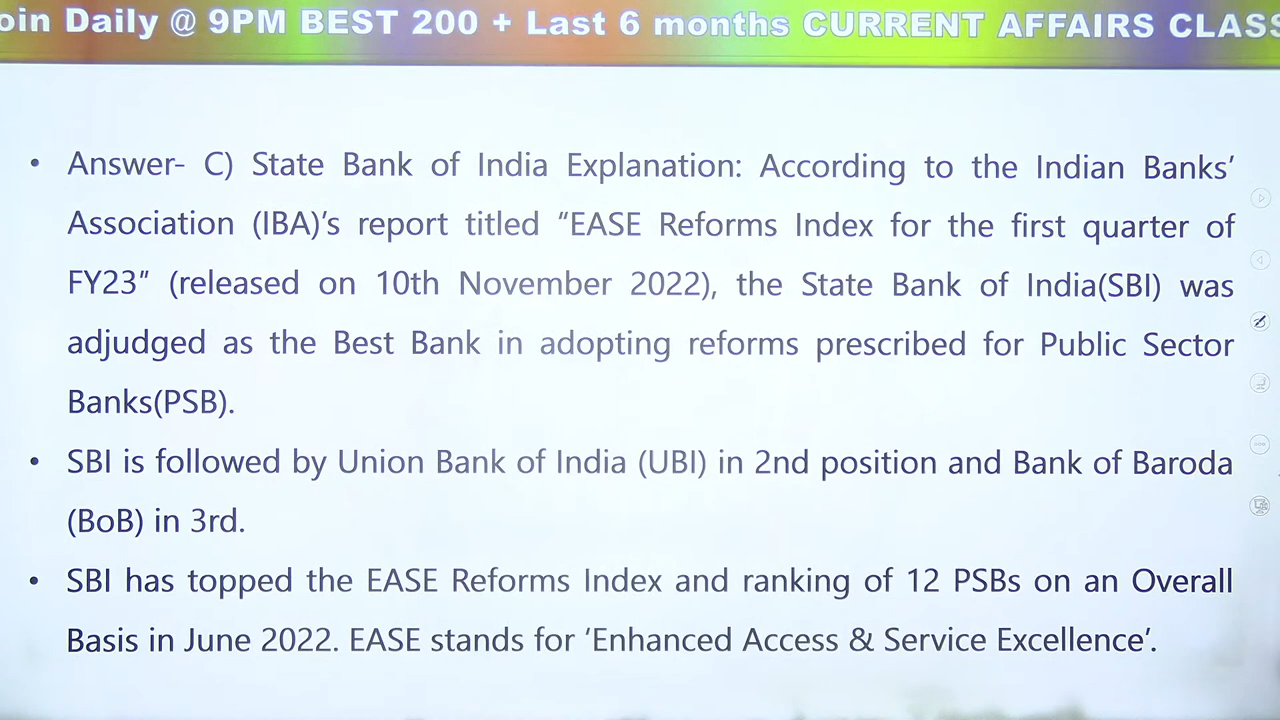 oin Daily @ 9PM BEST 200 + Last 6 months CURRENT AFFAIRS CLASS
• Answer- C) State Bank of India Explanation: According to the Indian Banks’
Association (IBA)’s report titled “EASE Reforms Index for the first quarter of
FY23” (released on 10th November 2022), the State Bank of India(SBI) was
adjudged as the Best Bank in adopting reforms prescribed for Public Sector
Banks(PSB).
• SBI is followed by Union Bank of India (UBI) in 2nd position and Bank of Baroda
(BoB) in 3rd.
• SBI has topped the EASE Reforms Index and ranking of 12 PSBs on an Overall
Basis in June 2022. EASE stands for ‘Enhanced Access & Service Excellence’.